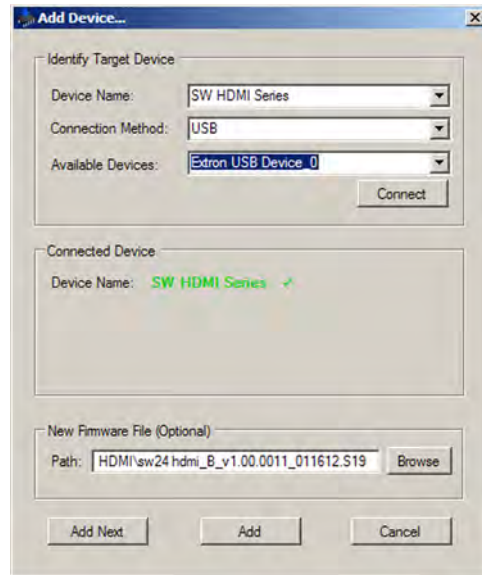 Add Device...
Identify Target Device
Device Name: SW HDMI Series
Connection Method: USB
Available Devices: Extron USB Device_0
Connect
Connected Device
Device Name: SW HDMI Series ✓
New Firmware File (Optional)
Path: HDMI\sw24 hdmi_B_v1.00.0011_011612.S19 Browse
Add Next Add Cancel